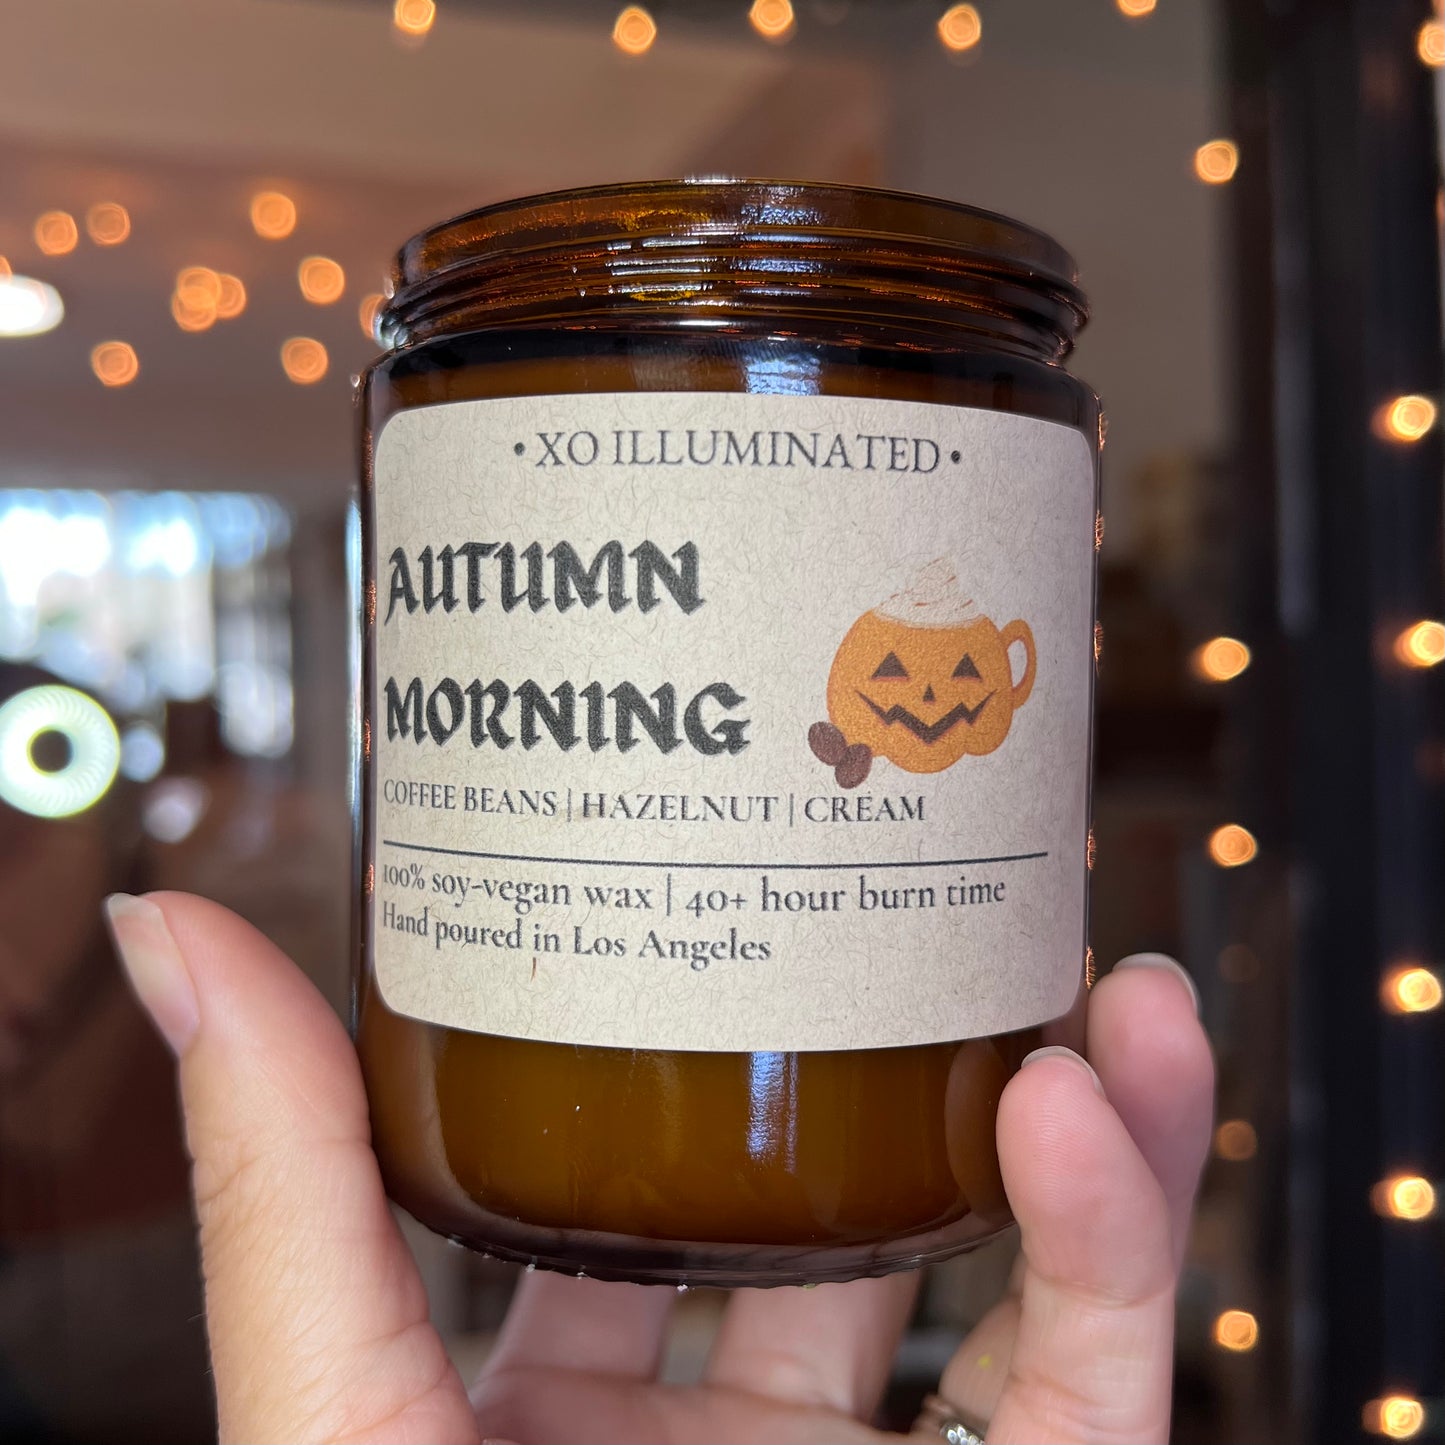 • XO ILLUMINATED •
AUTUMN
MORNING
COFFEE BEANS | HAZELNUT | CREAM
100% soy-vegan wax | 40+ hour burn time
Hand poured in Los Angeles